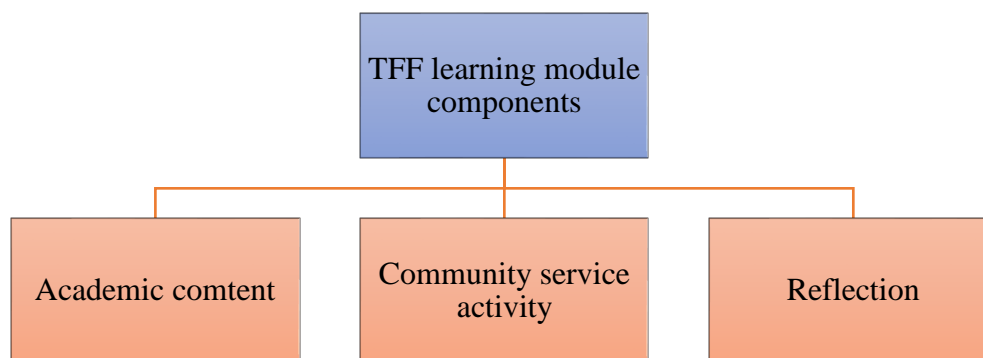 TFF learning module
components
Academic comtent
Community service
activity
Reflection